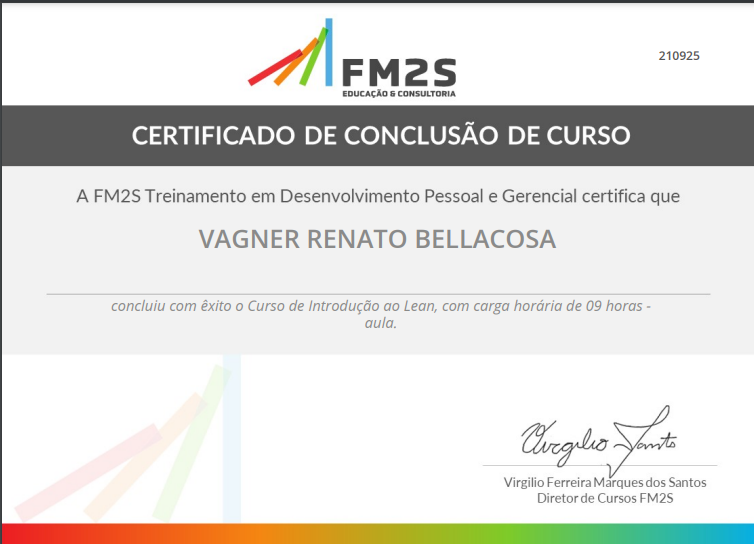 210925
FM2S
EDUCAÇÃO & CONSULTORIA
CERTIFICADO DE CONCLUSÃO DE CURSO
A FM2S Treinamento em Desenvolvimento Pessoal e Gerencial certifica que
VAGNER RENATO BELLACOSA
concluiu com êxito o Curso de Introdução ao Lean, com carga horária de 09 horas -
aula.
Virgilio Santo
Virgilio Ferreira Marques dos Santos
Diretor de Cursos FM2S